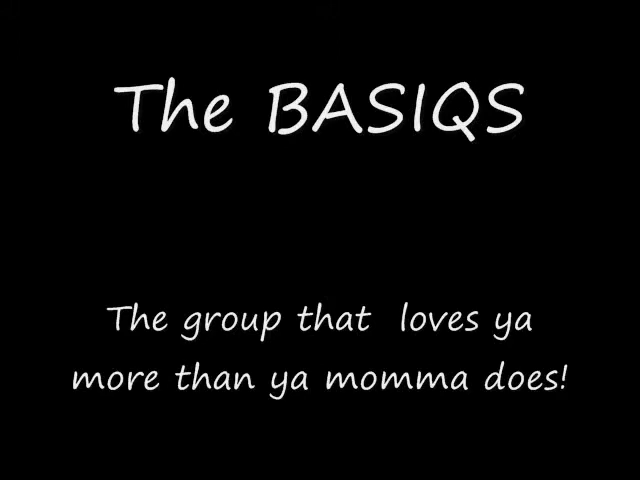 The BASIQS
The group that loves ya
more than ya momma does!